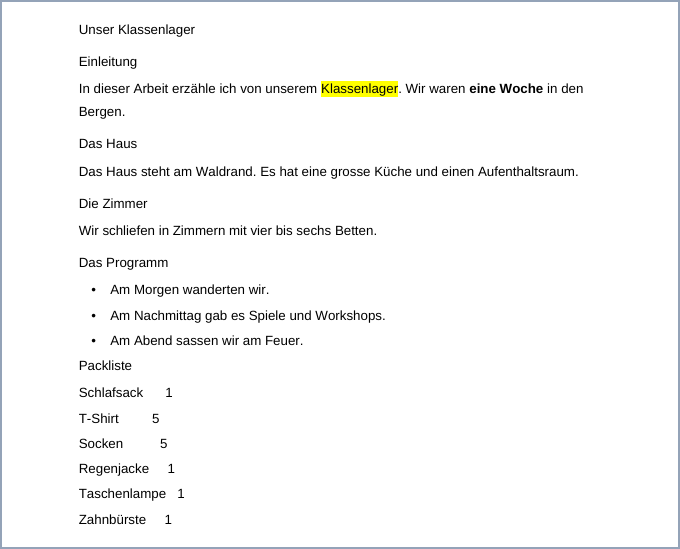 Unser Klassenlager
Einleitung
In dieser Arbeit erzähle ich von unserem Klassenlager. Wir waren eine Woche in den
Bergen.
Das Haus
Das Haus steht am Waldrand. Es hat eine grosse Küche und einen Aufenthaltsraum.
Die Zimmer
Wir schliefen in Zimmern mit vier bis sechs Betten.
Das Programm
• Am Morgen wanderten wir.
• Am Nachmittag gab es Spiele und Workshops.
• Am Abend sassen wir am Feuer.
Packliste
Schlafsack 1
T-Shirt 5
Socken 5
Regenjacke 1
Taschenlampe 1
Zahnbürste 1